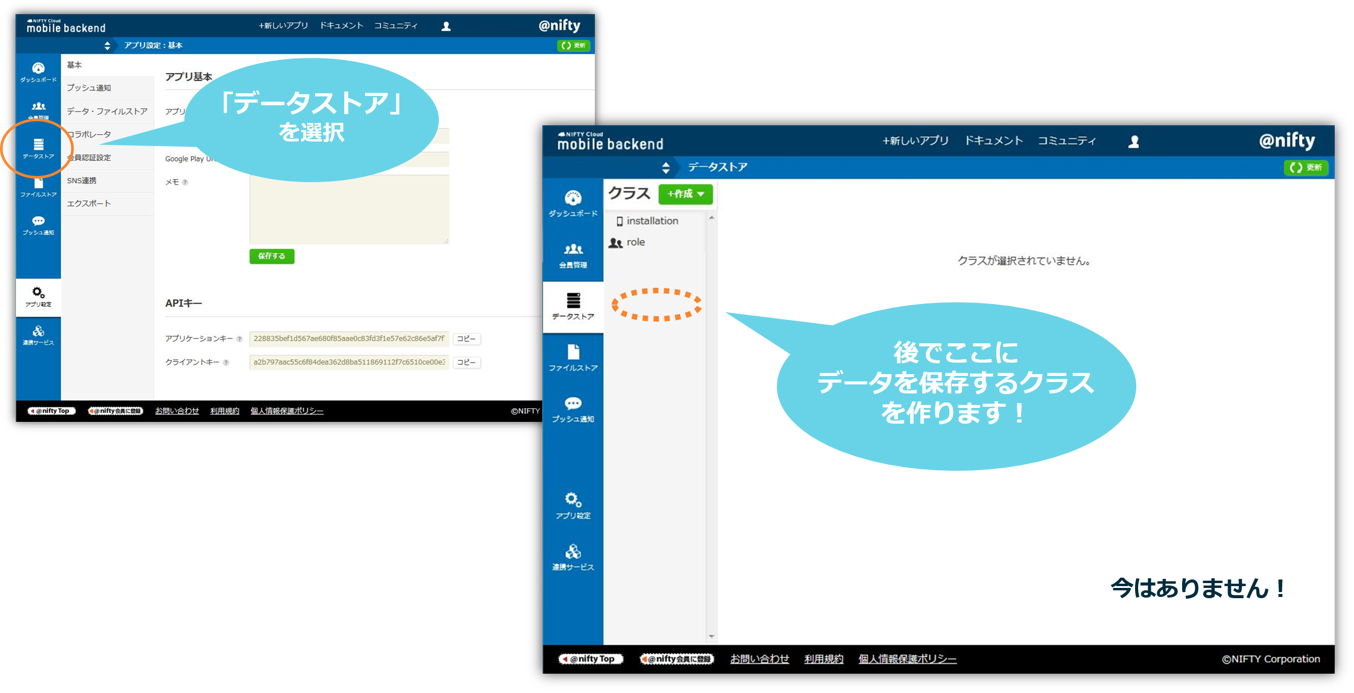 NIFTY Cloud
mobile backend
+新しいアプリ ドキュメント コミュニティ
@nifty
アプリ設定：基本
更新
ダッシュボード
会員管理
データストア
ファイルストア
プッシュ通知
アプリ設定
連携サービス
基本
プッシュ通知
データ・ファイルストア
コラボレータ
会員認証設定
SNS連携
エクスポート
アプリ基本
アプリ
Google Play
メモ
保存する
「データストア」
を選択
APIキー
アプリケーションキー
228835bef1d567ae680f85aae0c83fd3f1e57e62c86e5af7f
コピー
クライアントキー
a2b797aac55c6f84dea362d8ba511869112f7c6510ce00e
コピー
@nifty Top @nifty会員に登録 お問い合わせ 利用規約 個人情報保護ポリシー
©NIFTY
NIFTY Cloud
mobile backend
+新しいアプリ ドキュメント コミュニティ
@nifty
データストア
更新
ダッシュボード
会員管理
データストア
ファイルストア
プッシュ通知
アプリ設定
連携サービス
クラス +作成
installation
role
クラスが選択されていません。
後でここに
データを保存するクラス
を作ります！
今はありません！
@nifty Top @nifty会員に登録 お問い合わせ 利用規約 個人情報保護ポリシー
©NIFTY Corporation